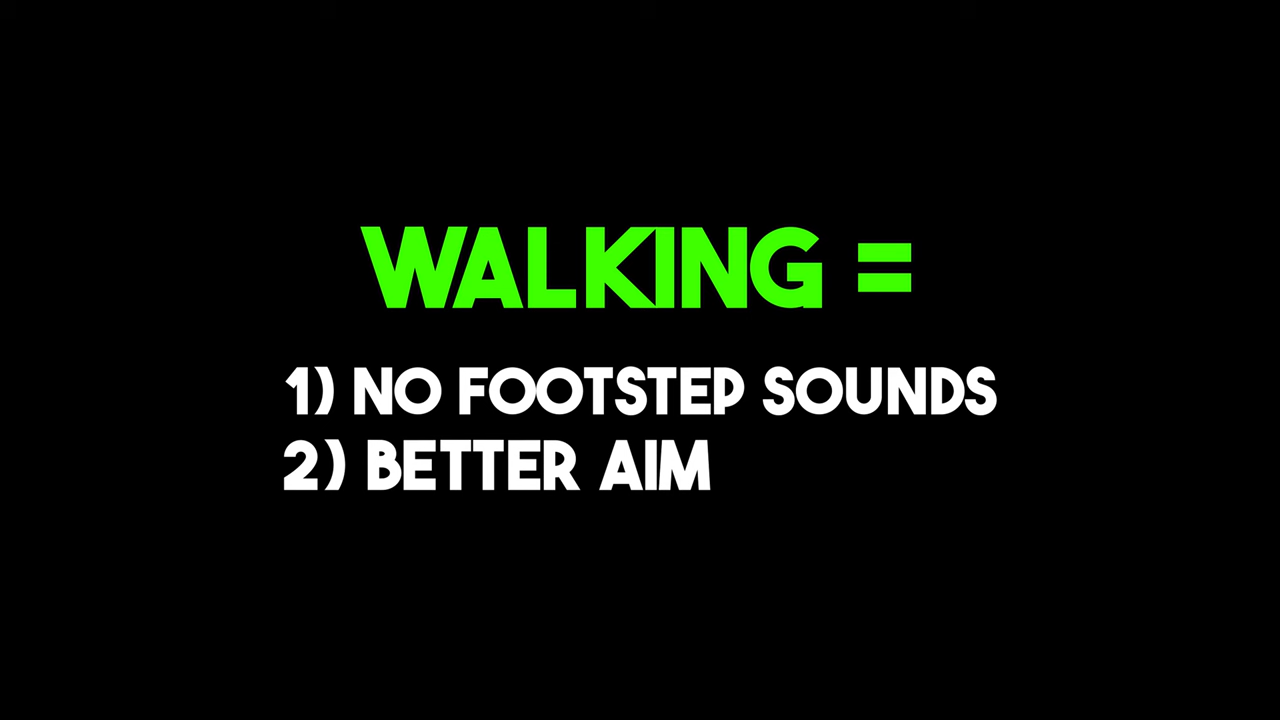 WALKING =
1) NO FOOTSTEP SOUNDS
2) BETTER AIM